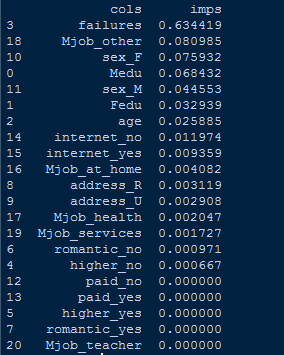 cols imps
3 failures 0.634419
18 Mjob_other 0.080985
10 sex_F 0.075932
0 Medu 0.068432
11 sex_M 0.044553
1 Fedu 0.032939
2 age 0.025885
14 internet_no 0.011974
15 internet_yes 0.009359
16 Mjob_at_home 0.004082
8 address_R 0.003119
9 address_U 0.002908
17 Mjob_health 0.002047
19 Mjob_services 0.001727
6 romantic_no 0.000971
4 higher_no 0.000667
12 paid_no 0.000000
13 paid_yes 0.000000
5 higher_yes 0.000000
7 romantic_yes 0.000000
20 Mjob_teacher 0.000000